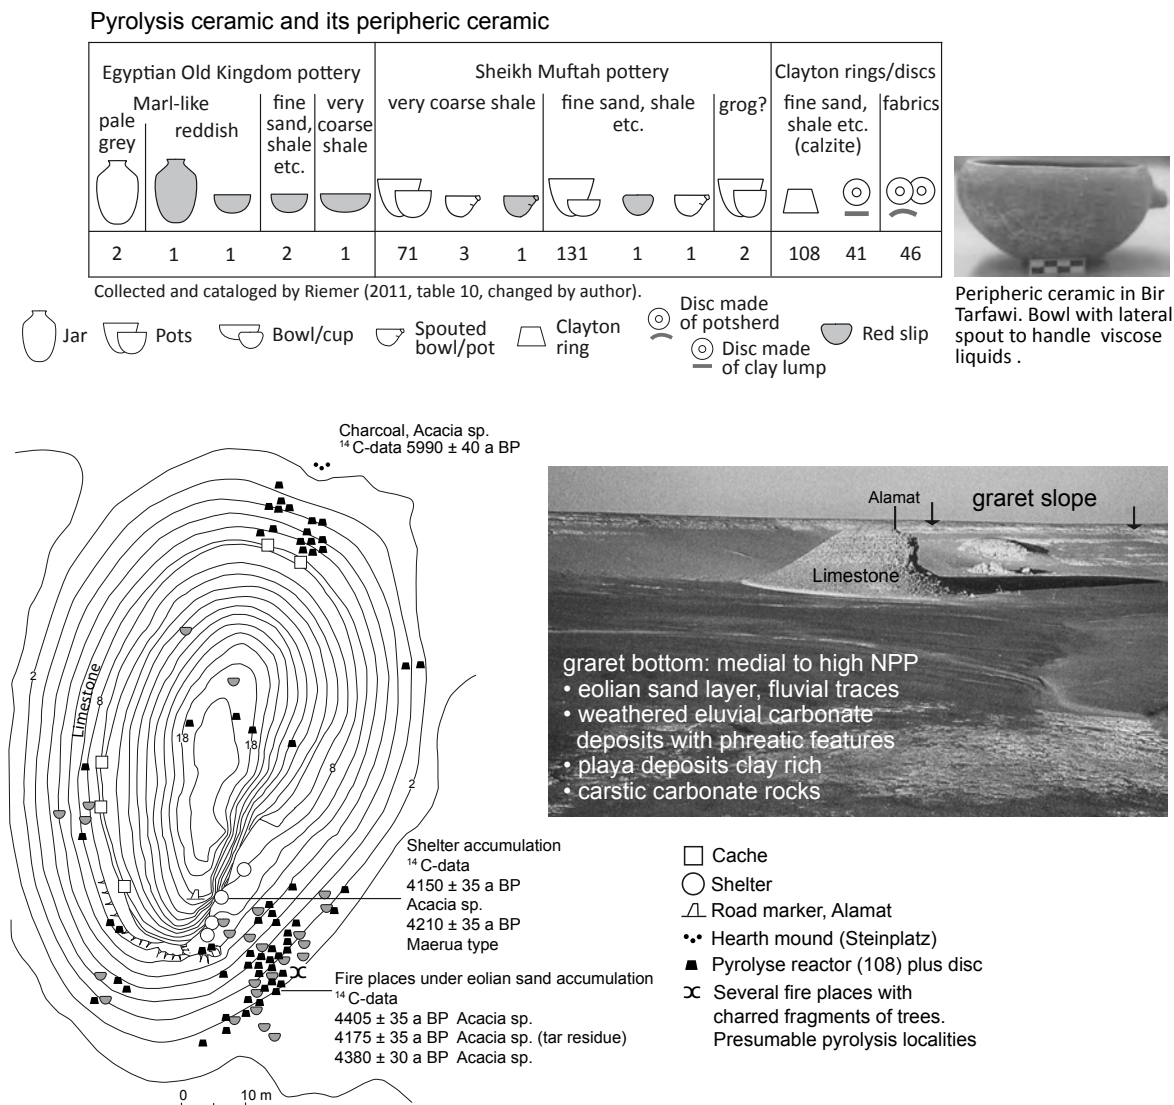 Pyrolysis ceramic and its peripheric ceramic
Egyptian Old Kingdom pottery
Sheikh Muftah pottery
Clayton rings/discs
Marl-like
pale
grey
reddish
fine
sand,
shale
etc.
very
coarse
shale
very coarse shale
fine sand, shale
etc.
grog?
fine sand,
shale etc.
(calzite)
fabrics
2 1 1 2 1 71 3 1 131 1 1 2 108 41 46
Collected and cataloged by Riemer (2011, table 10, changed by author).
Jar
Pots
Bowl/cup
Spouted
bowl/pot
Clayton
ring
Disc made
of potsherd
Disc made
of clay lump
Red slip
Peripheric ceramic in Bir
Tarfawi. Bowl with lateral
spout to handle viscose
liquids .
Charcoal, Acacia sp.
14 C-data 5990 ± 40 a BP
Limestone
2
8
18
18
8
2
Shelter accumulation
14 C-data
4150 ± 35 a BP
Acacia sp.
4210 ± 35 a BP
Maerua type
Fire places under eolian sand accumulation
14 C-data
4405 ± 35 a BP Acacia sp.
4175 ± 35 a BP Acacia sp. (tar residue)
4380 ± 30 a BP Acacia sp.
0 10 m
Alamat
graret slope
Limestone
graret bottom: medial to high NPP
• eolian sand layer, fluvial traces
• weathered eluvial carbonate
deposits with phreatic features
• playa deposits clay rich
• carstic carbonate rocks
Cache
Shelter
Road marker, Alamat
Hearth mound (Steinplatz)
Pyrolyse reactor (108) plus disc
Several fire places with
charred fragments of trees.
Presumable pyrolysis localities